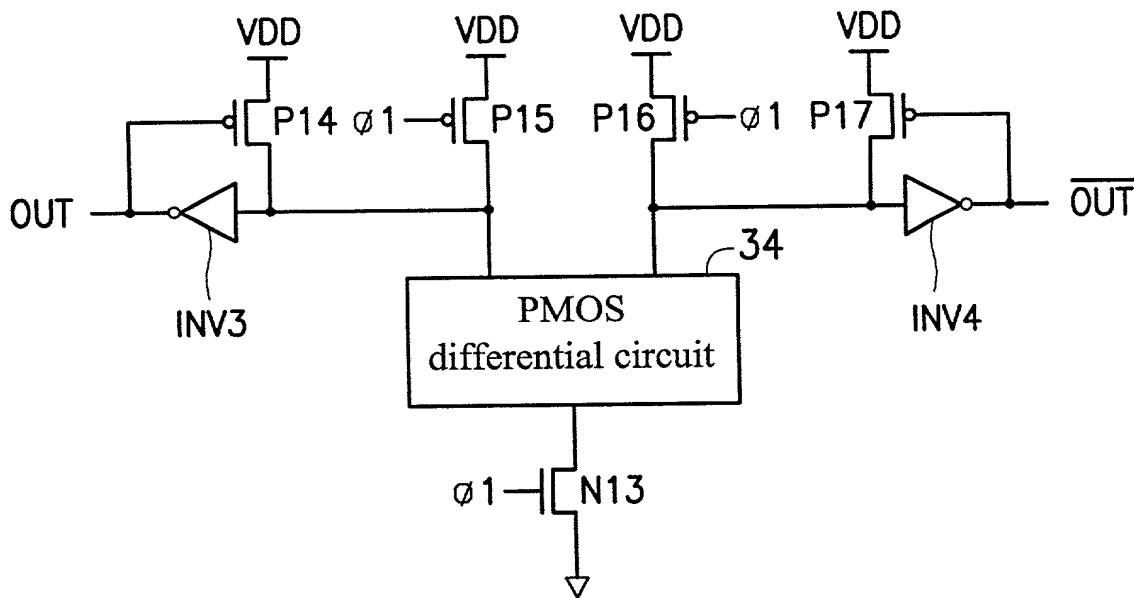 VDD VDD VDD VDD
P14 ø1 P15 P16 ø1 P17
OUT OUT
34
INV3 INV4
PMOS
differential circuit
ø1 N13